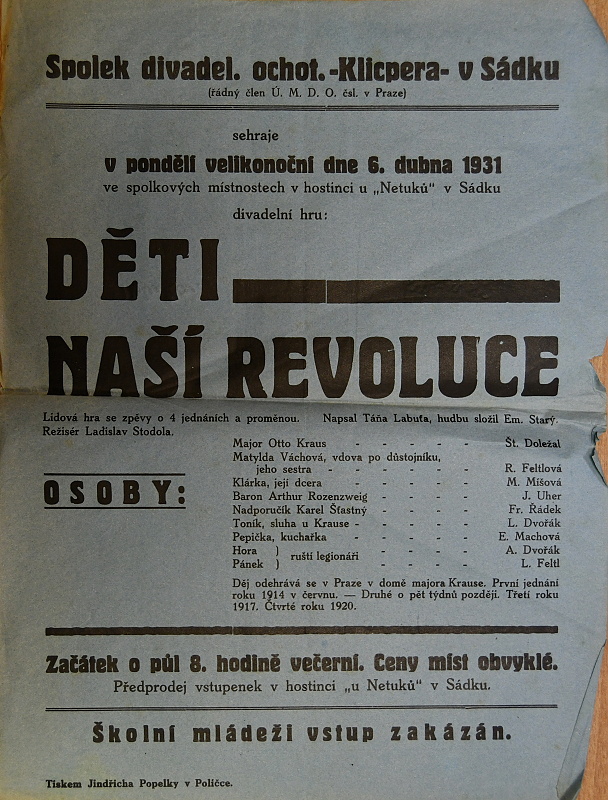 Spolek divadel. ochot. -Klicpera- v Sádku
(řádný člen Ú. M. D. O. čsl. v Praze)
sehraje
v pondělí velikonoční dne 6. dubna 1931
ve spolkových místnostech v hostinci u „Netuků" v Sádku
divadelní hru:
DĚTI
NAŠÍ REVOLUCE
Lidová hra se zpěvy o 4 jednáních a proměnou. Napsal Táňa Labuťa, hudbu složil Em. Starý.
Režisér Ladislav Stodola.
OSOBY:
Major Otto Kraus - - - - - Št. Doležal
Matylda Váchová, vdova po důstojníku,
jeho sestra - - - - - - R. Feltlová
Klárka, její dcera - - - - - M. Mišová
Baron Arthur Rozenzweig - - - - - J. Uher
Nadporučík Karel Šťastný - - - - Fr. Řádek
Toník, sluha u Krause - - - - - L. Dvořák
Pepička, kuchařka - - - - - E. Machová
Hora ) ruští legionáři - - - - A. Dvořák
Pánek ) - - - - L. Feltl
Děj odehrává se v Praze v domě majora Krause. První jednání
roku 1914 v červnu. — Druhé o pět týdnů později. Třetí roku
1917. Čtvrté roku 1920.
Začátek o půl 8. hodině večerní. Ceny míst obvyklé.
Předprodej vstupenek v hostinci „u Netuků" v Sádku.
Školní mládeži vstup zakázán.
Tiskem Jindřicha Popelky v Poličce.